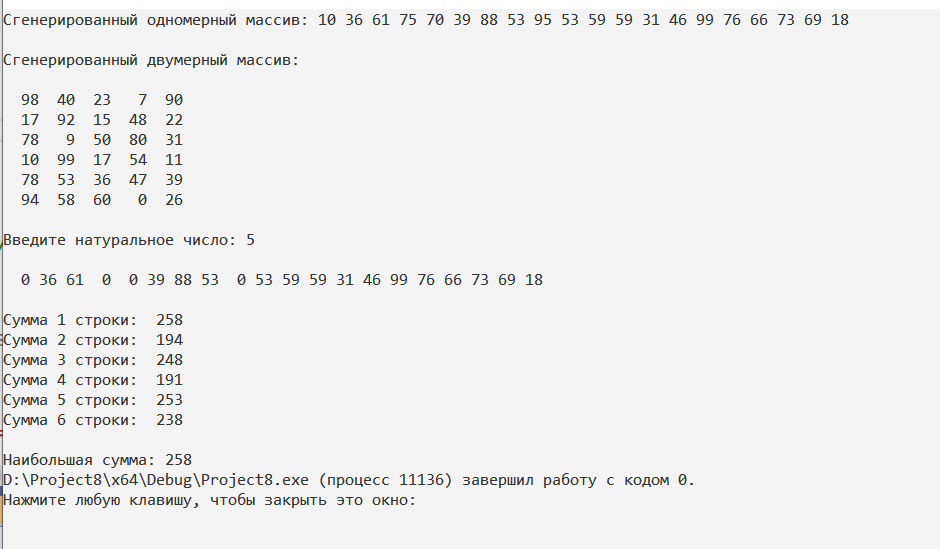 Сгенерированный одномерный массив: 10 36 61 75 70 39 88 53 95 53 59 59 31 46 99 76 66 73 69 18
Сгенерированный двумерный массив:
98 40 23 7 90
17 92 15 48 22
78 9 50 80 31
10 99 17 54 11
78 53 36 47 39
94 58 60 0 26
Введите натуральное число: 5
0 36 61 0 0 39 88 53 0 53 59 59 31 46 99 76 66 73 69 18
Сумма 1 строки: 258
Сумма 2 строки: 194
Сумма 3 строки: 248
Сумма 4 строки: 191
Сумма 5 строки: 253
Сумма 6 строки: 238
Наибольшая сумма: 258
D:\Project8\x64\Debug\Project8.exe (процесс 11136) завершил работу с кодом 0.
Нажмите любую клавишу, чтобы закрыть это окно: